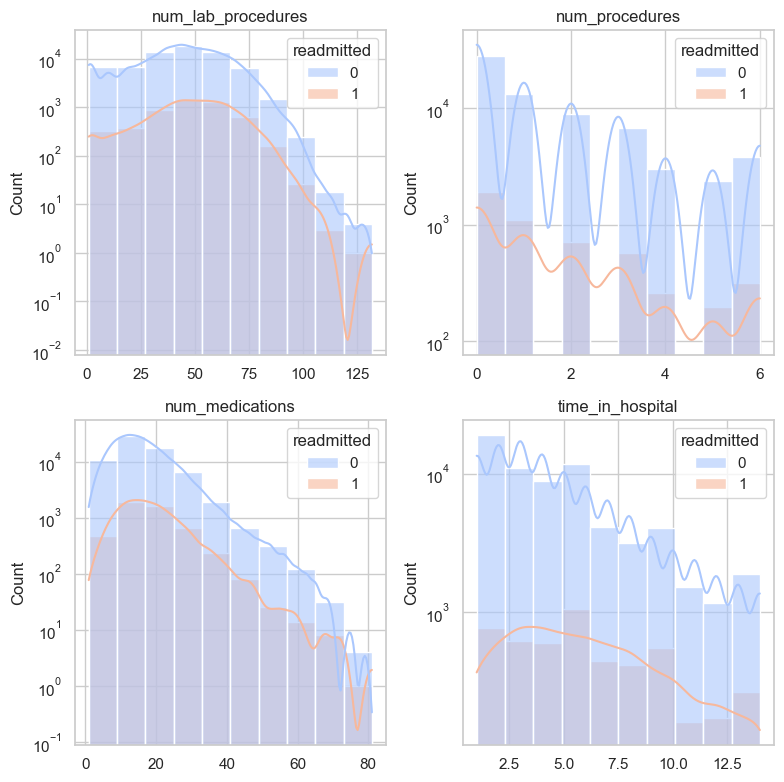 num_lab_procedures
readmitted
0
1
Count
10^4
10^3
10^2
10^1
10^0
10^−1
10^−2
0 25 50 75 100 125
num_procedures
readmitted
0
1
Count
10^4
10^3
10^2
0 2 4 6
num_medications
readmitted
0
1
Count
10^4
10^3
10^2
10^1
10^0
10^−1
0 20 40 60 80
time_in_hospital
readmitted
0
1
Count
10^4
10^3
2.5 5.0 7.5 10.0 12.5